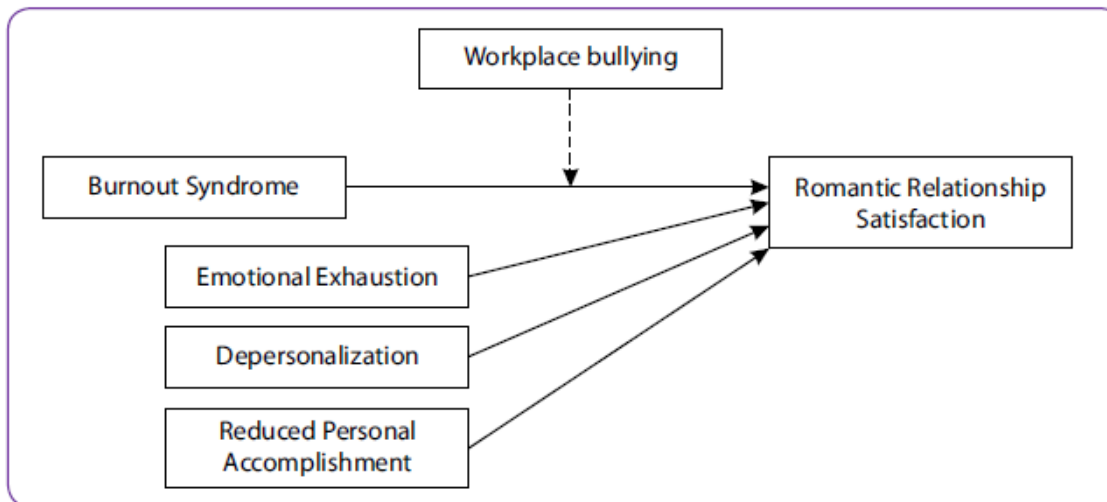 Workplace bullying
Burnout Syndrome
Romantic Relationship
Satisfaction
Emotional Exhaustion
Depersonalization
Reduced Personal
Accomplishment